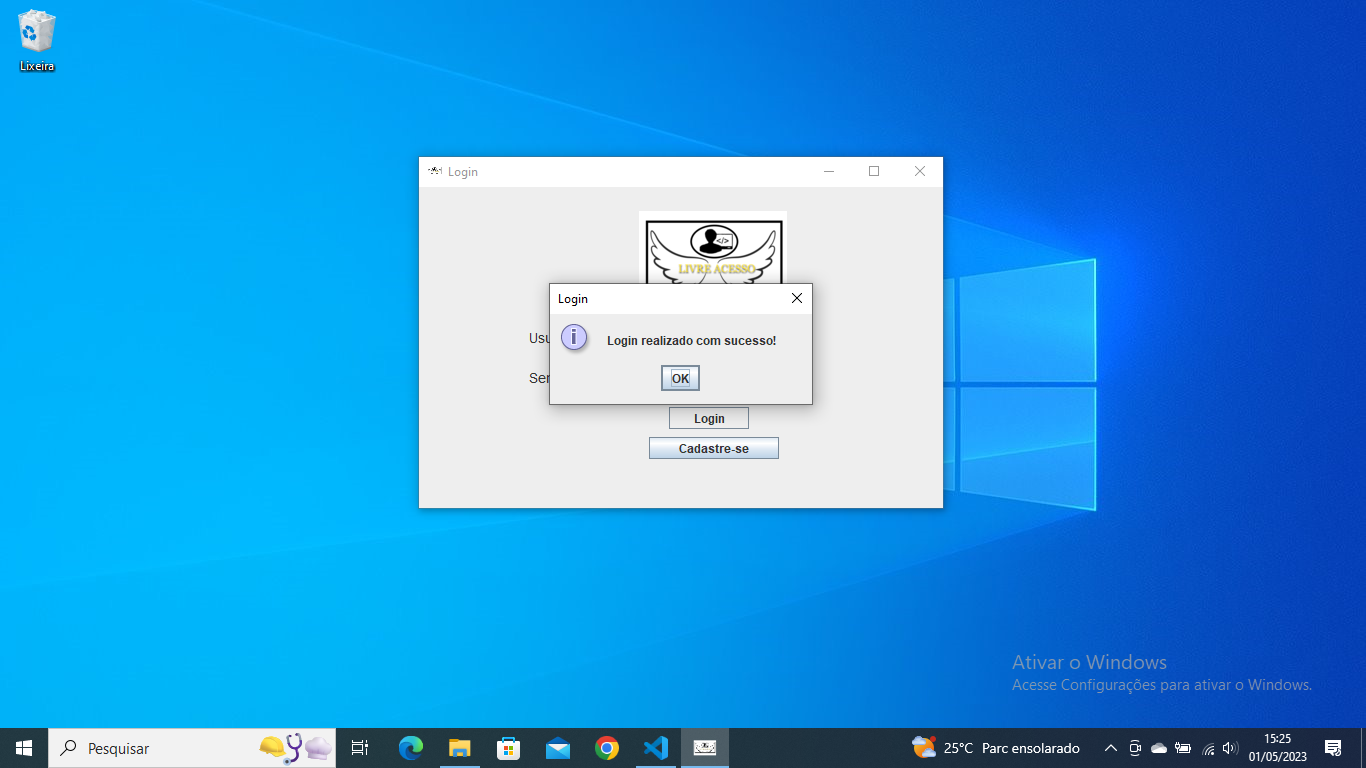 Lixeira
Login
</>
LIVRE ACESSO
Login
Login realizado com sucesso!
OK
Usu
Sen
Login
Cadastre-se
Ativar o Windows
Acesse Configurações para ativar o Windows.
Pesquisar
25°C Parc ensolarado
15:25
01/05/2023